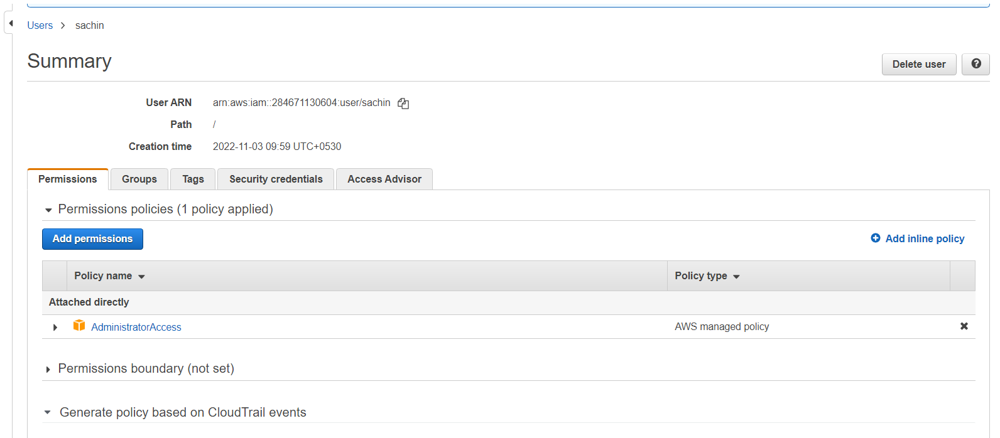 Users > sachin
Summary
Delete user
User ARN arn:aws:iam::284671130604:user/sachin
Path /
Creation time 2022-11-03 09:59 UTC+0530
Permissions Groups Tags Security credentials Access Advisor
Permissions policies (1 policy applied)
Add permissions Add inline policy
Policy name Policy type
Attached directly
AdministratorAccess AWS managed policy
Permissions boundary (not set)
Generate policy based on CloudTrail events